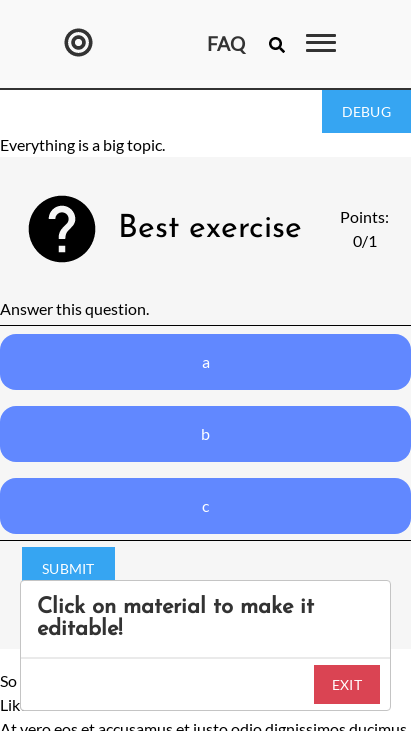 FAQ
DEBUG
Everything is a big topic.
Best exercise
Points:
0/1
Answer this question.
a
b
c
SUBMIT
Click on material to make it
editable!
EXIT
So
Lik
At vero eos et accusamus et iusto odio dignissimos ducimus